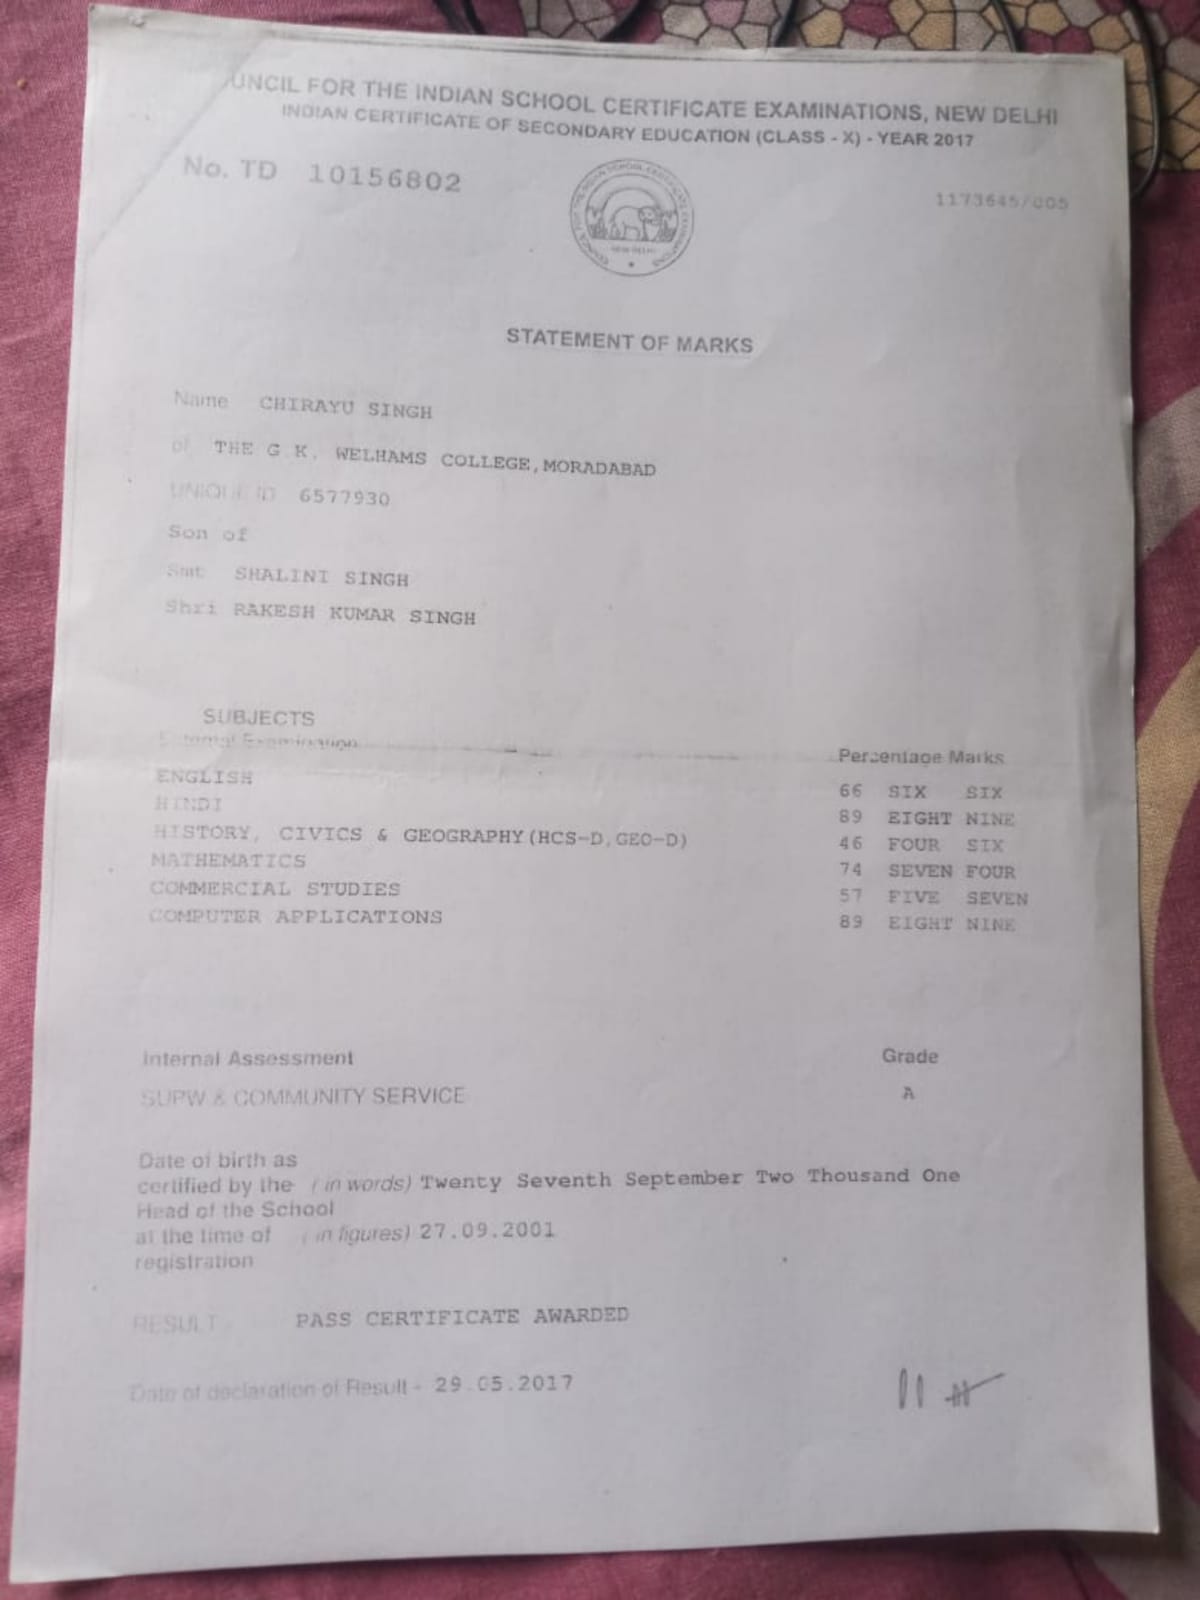 UNCIL FOR THE INDIAN SCHOOL CERTIFICATE EXAMINATIONS, NEW DELHI
INDIAN CERTIFICATE OF SECONDARY EDUCATION (CLASS - X) - YEAR 2017
No. TD 10156802
1173645/005
NEW DELHI
STATEMENT OF MARKS
Name CHIRAYU SINGH
of THE G K. WELHAMS COLLEGE, MORADABAD
UNIQUE ID 6577930
Son of
Smt SHALINI SINGH
Shri RAKESH KUMAR SINGH
SUBJECTS
External Examination Percentage Marks
ENGLISH 66 SIX SIX
HINDI 89 EIGHT NINE
HISTORY, CIVICS & GEOGRAPHY(HCS-D,GEO-D) 46 FOUR SIX
MATHEMATICS 74 SEVEN FOUR
COMMERCIAL STUDIES 57 FIVE SEVEN
COMPUTER APPLICATIONS 89 EIGHT NINE
Internal Assessment Grade
SUPW & COMMUNITY SERVICE A
Date of birth as
certified by the (in words) Twenty Seventh September Two Thousand One
Head of the School
at the time of (in figures) 27.09.2001
registration
RESULT PASS CERTIFICATE AWARDED
Date of declaration of Result - 29.05.2017